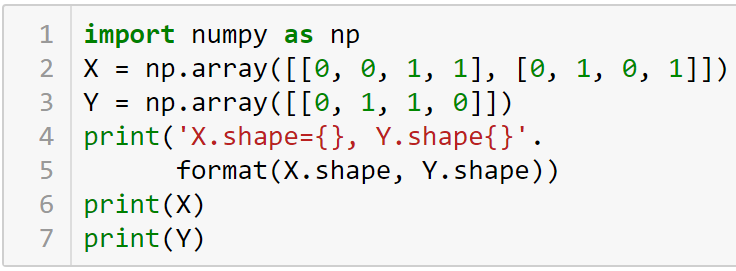 1 import numpy as np
2 X = np.array([[0, 0, 1, 1], [0, 1, 0, 1]])
3 Y = np.array([[0, 1, 1, 0]])
4 print('X.shape={}, Y.shape{}'.
5       format(X.shape, Y.shape))
6 print(X)
7 print(Y)